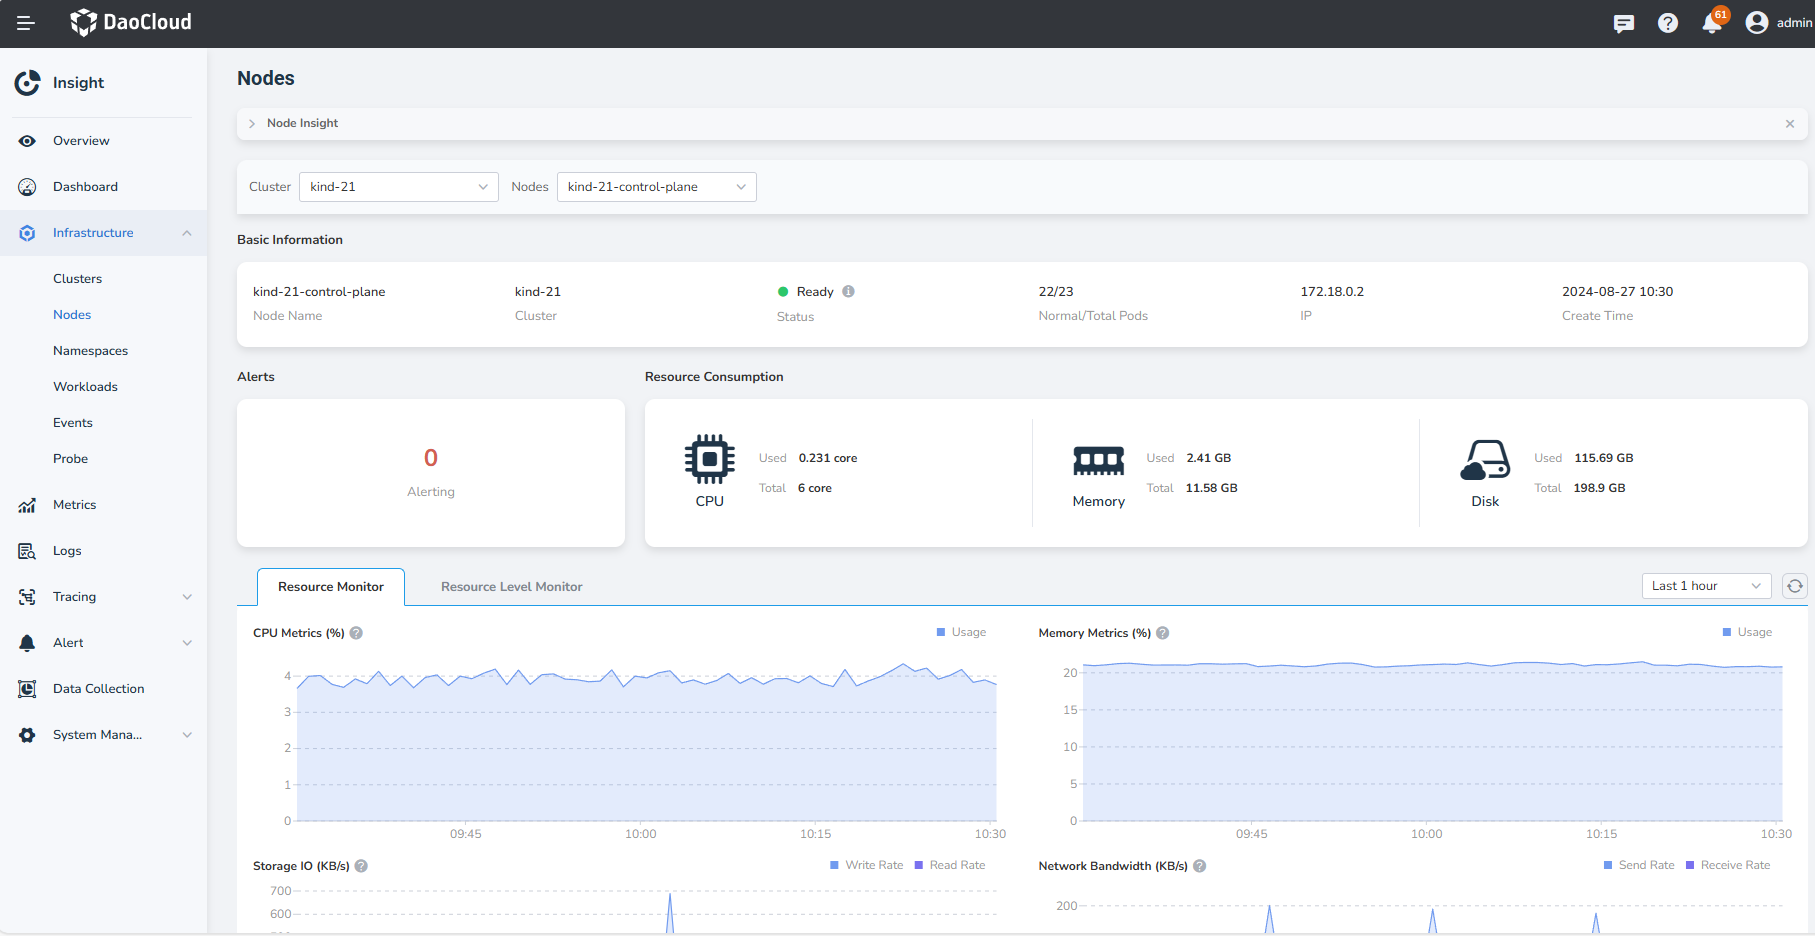 DaoCloud
61
admin
Insight
Overview
Dashboard
Infrastructure
Clusters
Nodes
Namespaces
Workloads
Events
Probe
Metrics
Logs
Tracing
Alert
Data Collection
System Mana...
Nodes
Node Insight
Cluster kind-21 Nodes kind-21-control-plane
Basic Information
kind-21-control-plane kind-21 Ready 22/23 172.18.0.2 2024-08-27 10:30
Node Name Cluster Status Normal/Total Pods IP Create Time
Alerts
0
Alerting
Resource Consumption
CPU
Used 0.231 core
Total 6 core
Memory
Used 2.41 GB
Total 11.58 GB
Disk
Used 115.69 GB
Total 198.9 GB
Resource Monitor Resource Level Monitor Last 1 hour
CPU Metrics (%) Usage
4
3
2
1
0
09:45 10:00 10:15 10:30
Memory Metrics (%) Usage
20
15
10
5
0
09:45 10:00 10:15 10:30
Storage IO (KB/s) Write Rate Read Rate
700
600
Network Bandwidth (KB/s) Send Rate Receive Rate
200